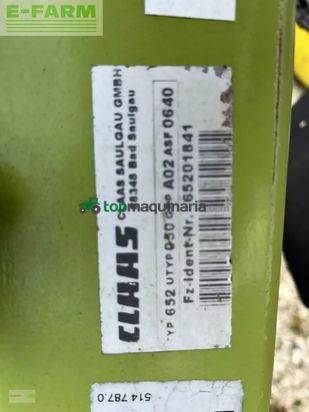 E-FARM
CLAAS
CLAAS SAULGAU GMBH
88348 Bad Saulgau
topmaquinaria
TYP 652 UTYP 050 A02 ASF 0640
Fz-Ident-Nr. 65201841
514 787.0